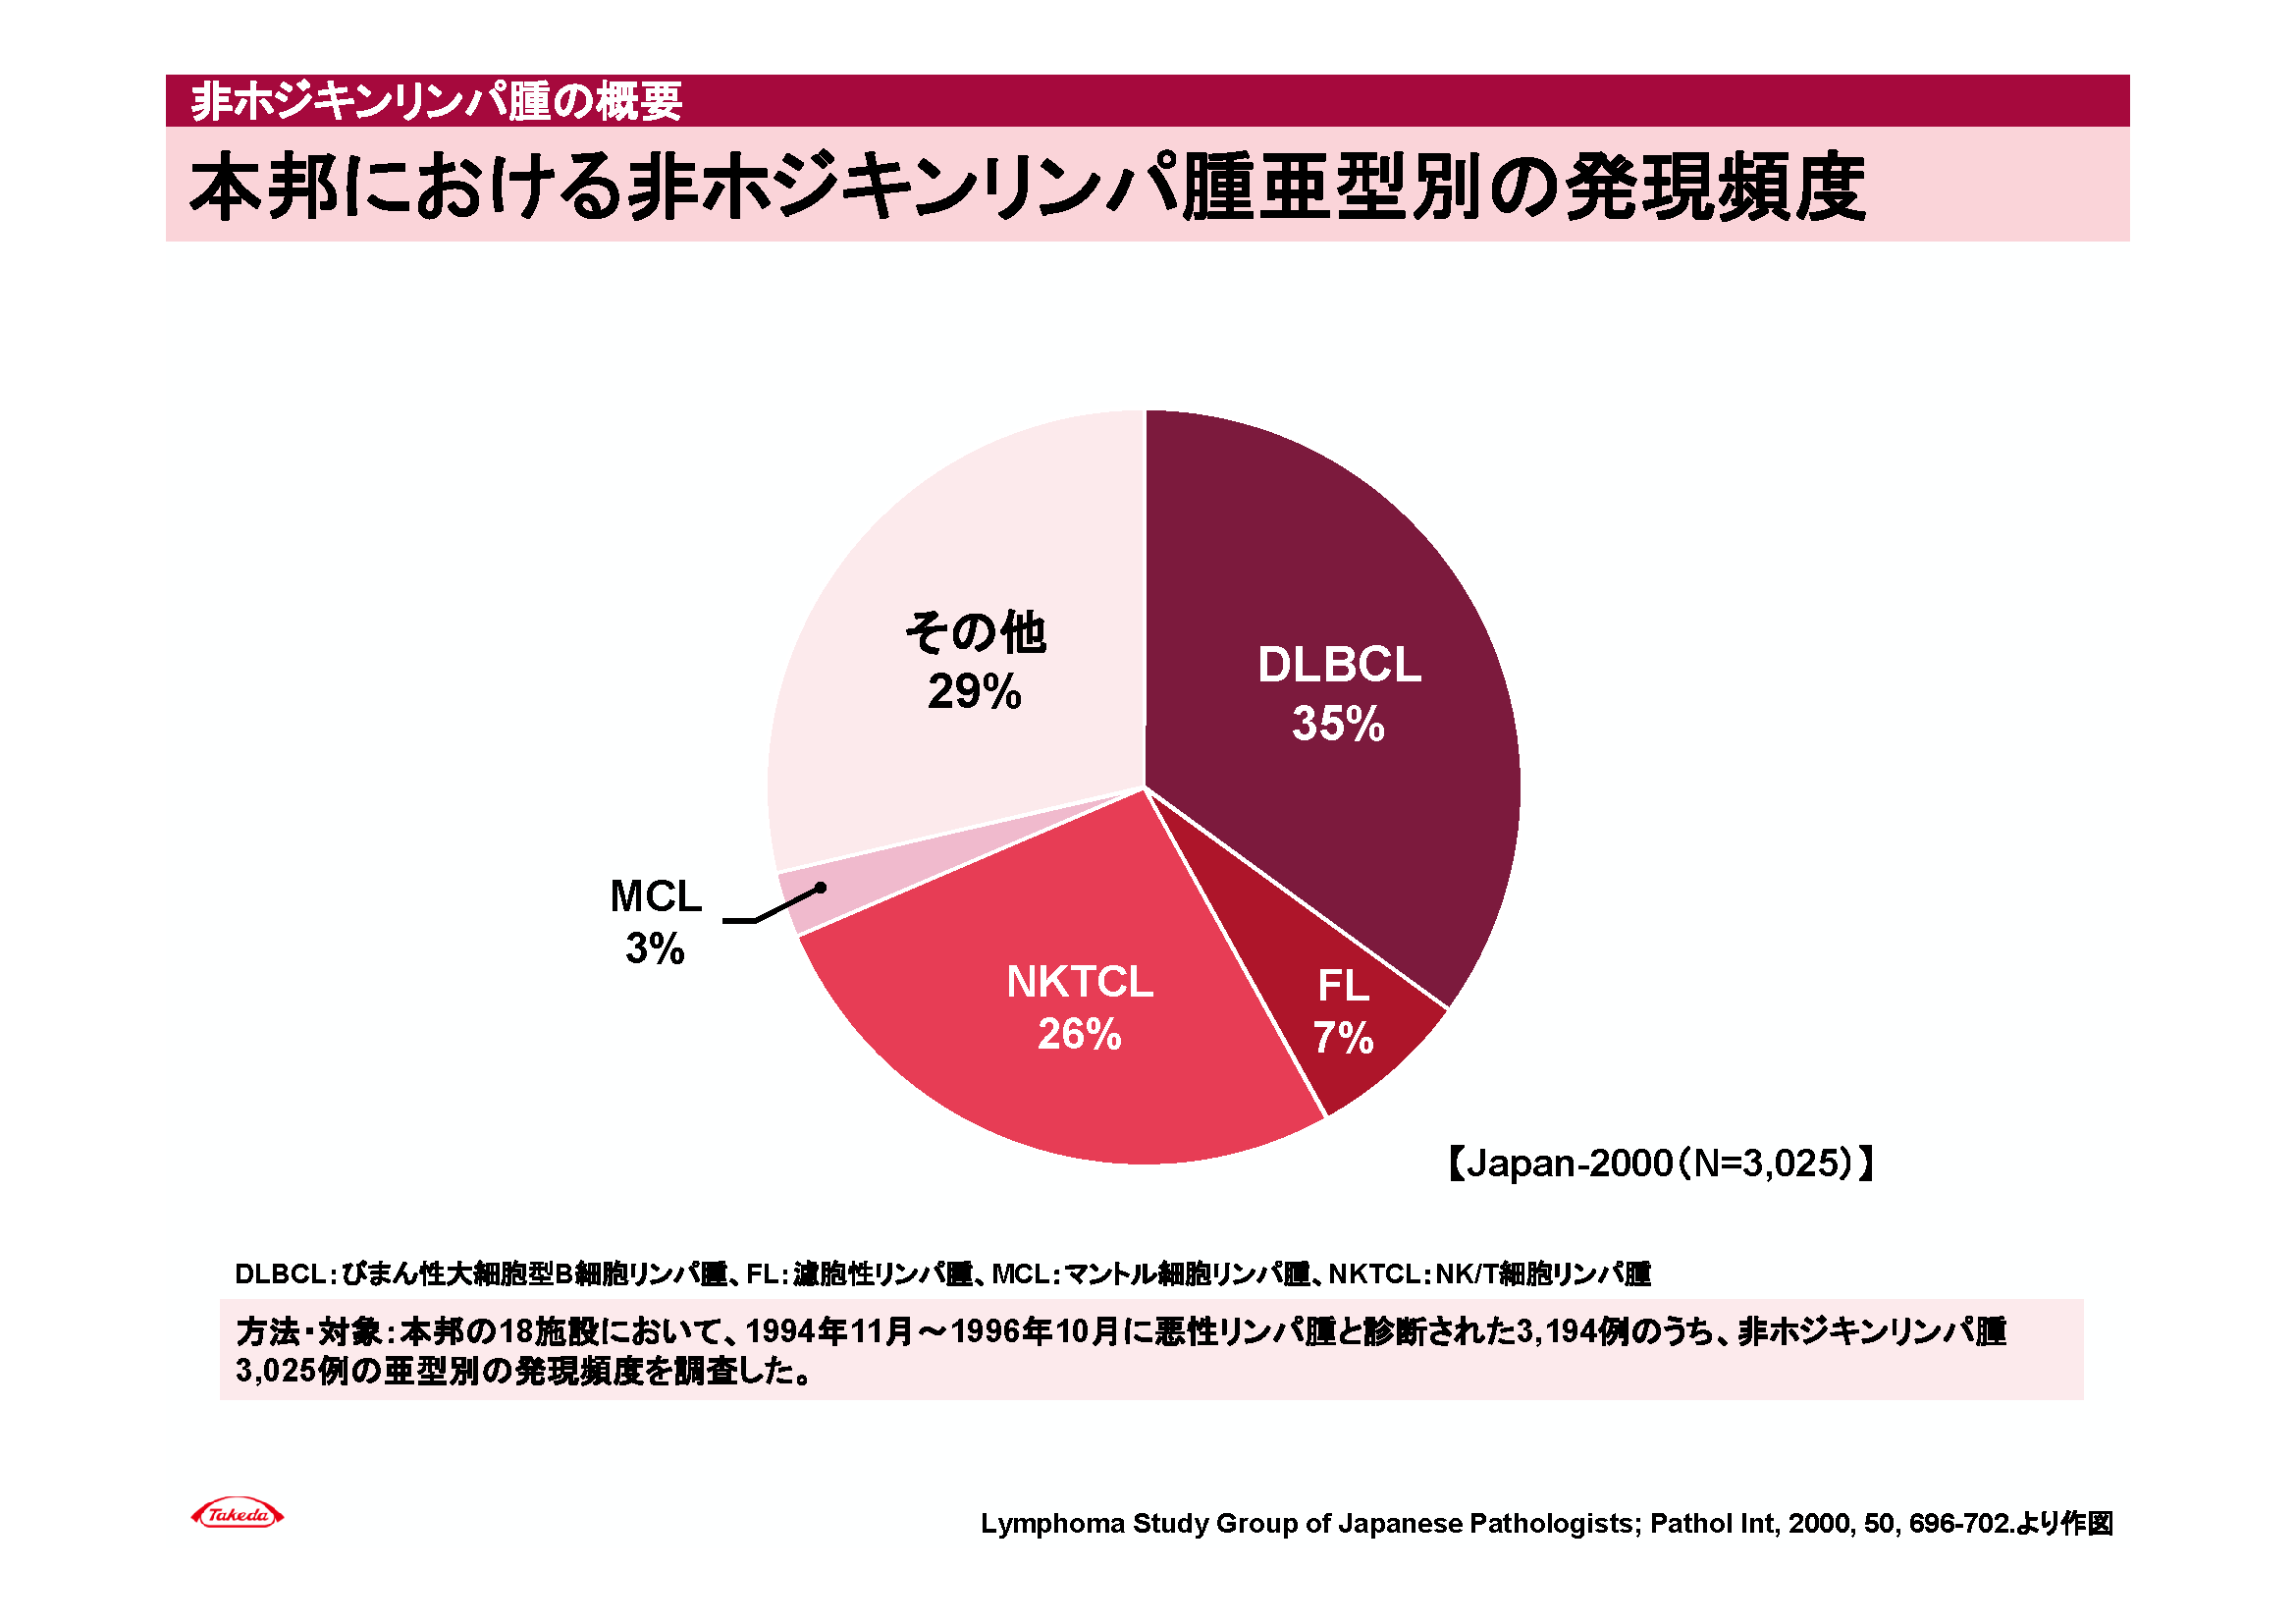 非ホジキンリンパ腫の概要
本邦における非ホジキンリンパ腫亜型別の発現頻度
その他
29%
DLBCL
35%
MCL
3%
NKTCL
26%
FL
7%
【Japan-2000（N=3,025）】
DLBCL：びまん性大細胞型B細胞リンパ腫、FL：濾胞性リンパ腫、MCL：マントル細胞リンパ腫、NKTCL：NK/T細胞リンパ腫
方法・対象：本邦の18施設において、1994年11月～1996年10月に悪性リンパ腫と診断された3,194例のうち、非ホジキンリンパ腫
3,025例の亜型別の発現頻度を調査した。
Takeda
Lymphoma Study Group of Japanese Pathologists; Pathol Int, 2000, 50, 696-702.より作図